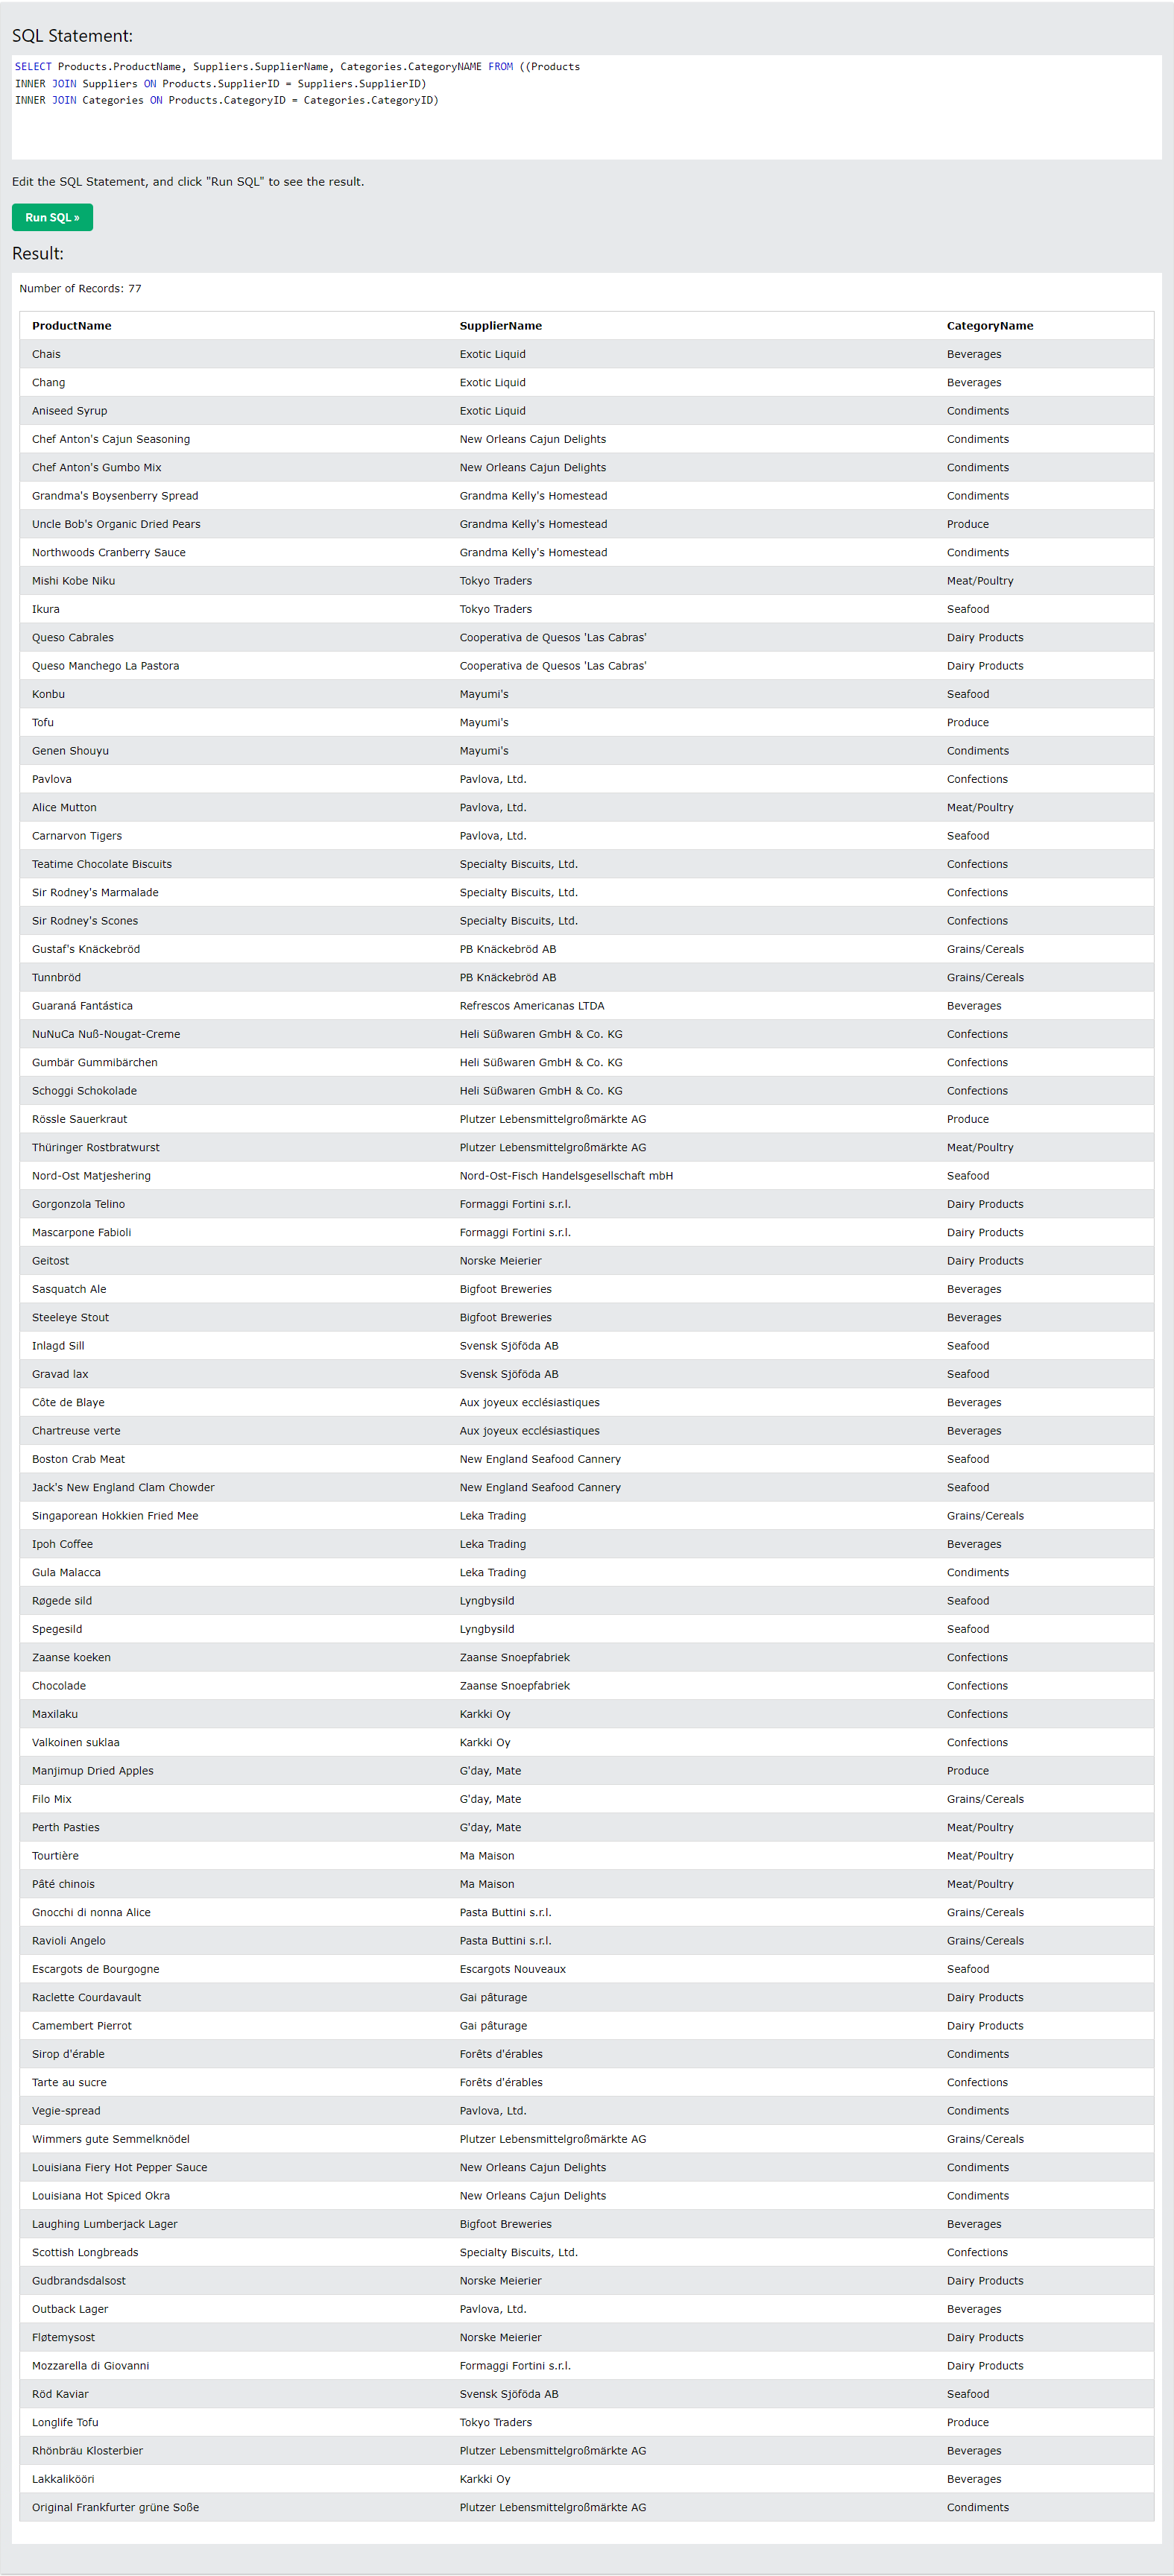 SQL Statement:
SELECT Products.ProductName, Suppliers.SupplierName, Categories.CategoryNAME FROM ((Products
INNER JOIN Suppliers ON Products.SupplierID = Suppliers.SupplierID)
INNER JOIN Categories ON Products.CategoryID = Categories.CategoryID)
Edit the SQL Statement, and click "Run SQL" to see the result.
Run SQL »
Result:
Number of Records: 77
ProductName SupplierName CategoryName
Chais Exotic Liquid Beverages
Chang Exotic Liquid Beverages
Aniseed Syrup Exotic Liquid Condiments
Chef Anton's Cajun Seasoning New Orleans Cajun Delights Condiments
Chef Anton's Gumbo Mix New Orleans Cajun Delights Condiments
Grandma's Boysenberry Spread Grandma Kelly's Homestead Condiments
Uncle Bob's Organic Dried Pears Grandma Kelly's Homestead Produce
Northwoods Cranberry Sauce Grandma Kelly's Homestead Condiments
Mishi Kobe Niku Tokyo Traders Meat/Poultry
Ikura Tokyo Traders Seafood
Queso Cabrales Cooperativa de Quesos 'Las Cabras' Dairy Products
Queso Manchego La Pastora Cooperativa de Quesos 'Las Cabras' Dairy Products
Konbu Mayumi's Seafood
Tofu Mayumi's Produce
Genen Shouyu Mayumi's Condiments
Pavlova Pavlova, Ltd. Confections
Alice Mutton Pavlova, Ltd. Meat/Poultry
Carnarvon Tigers Pavlova, Ltd. Seafood
Teatime Chocolate Biscuits Specialty Biscuits, Ltd. Confections
Sir Rodney's Marmalade Specialty Biscuits, Ltd. Confections
Sir Rodney's Scones Specialty Biscuits, Ltd. Confections
Gustaf's Knäckebröd PB Knäckebröd AB Grains/Cereals
Tunnbröd PB Knäckebröd AB Grains/Cereals
Guaraná Fantástica Refrescos Americanas LTDA Beverages
NuNuCa Nuß-Nougat-Creme Heli Süßwaren GmbH & Co. KG Confections
Gumbär Gummibärchen Heli Süßwaren GmbH & Co. KG Confections
Schoggi Schokolade Heli Süßwaren GmbH & Co. KG Confections
Rössle Sauerkraut Plutzer Lebensmittelgroßmärkte AG Produce
Thüringer Rostbratwurst Plutzer Lebensmittelgroßmärkte AG Meat/Poultry
Nord-Ost Matjeshering Nord-Ost-Fisch Handelsgesellschaft mbH Seafood
Gorgonzola Telino Formaggi Fortini s.r.l. Dairy Products
Mascarpone Fabioli Formaggi Fortini s.r.l. Dairy Products
Geitost Norske Meierier Dairy Products
Sasquatch Ale Bigfoot Breweries Beverages
Steeleye Stout Bigfoot Breweries Beverages
Inlagd Sill Svensk Sjöföda AB Seafood
Gravad lax Svensk Sjöföda AB Seafood
Côte de Blaye Aux joyeux ecclésiastiques Beverages
Chartreuse verte Aux joyeux ecclésiastiques Beverages
Boston Crab Meat New England Seafood Cannery Seafood
Jack's New England Clam Chowder New England Seafood Cannery Seafood
Singaporean Hokkien Fried Mee Leka Trading Grains/Cereals
Ipoh Coffee Leka Trading Beverages
Gula Malacca Leka Trading Condiments
Røgede sild Lyngbysild Seafood
Spegesild Lyngbysild Seafood
Zaanse koeken Zaanse Snoepfabriek Confections
Chocolade Zaanse Snoepfabriek Confections
Maxilaku Karkki Oy Confections
Valkoinen suklaa Karkki Oy Confections
Manjimup Dried Apples G'day, Mate Produce
Filo Mix G'day, Mate Grains/Cereals
Perth Pasties G'day, Mate Meat/Poultry
Tourtière Ma Maison Meat/Poultry
Pâté chinois Ma Maison Meat/Poultry
Gnocchi di nonna Alice Pasta Buttini s.r.l. Grains/Cereals
Ravioli Angelo Pasta Buttini s.r.l. Grains/Cereals
Escargots de Bourgogne Escargots Nouveaux Seafood
Raclette Courdavault Gai pâturage Dairy Products
Camembert Pierrot Gai pâturage Dairy Products
Sirop d'érable Forêts d'érables Condiments
Tarte au sucre Forêts d'érables Confections
Vegie-spread Pavlova, Ltd. Condiments
Wimmers gute Semmelknödel Plutzer Lebensmittelgroßmärkte AG Grains/Cereals
Louisiana Fiery Hot Pepper Sauce New Orleans Cajun Delights Condiments
Louisiana Hot Spiced Okra New Orleans Cajun Delights Condiments
Laughing Lumberjack Lager Bigfoot Breweries Beverages
Scottish Longbreads Specialty Biscuits, Ltd. Confections
Gudbrandsdalsost Norske Meierier Dairy Products
Outback Lager Pavlova, Ltd. Beverages
Fløtemysost Norske Meierier Dairy Products
Mozzarella di Giovanni Formaggi Fortini s.r.l. Dairy Products
Röd Kaviar Svensk Sjöföda AB Seafood
Longlife Tofu Tokyo Traders Produce
Rhönbräu Klosterbier Plutzer Lebensmittelgroßmärkte AG Beverages
Lakkalikööri Karkki Oy Beverages
Original Frankfurter grüne Soße Plutzer Lebensmittelgroßmärkte AG Condiments